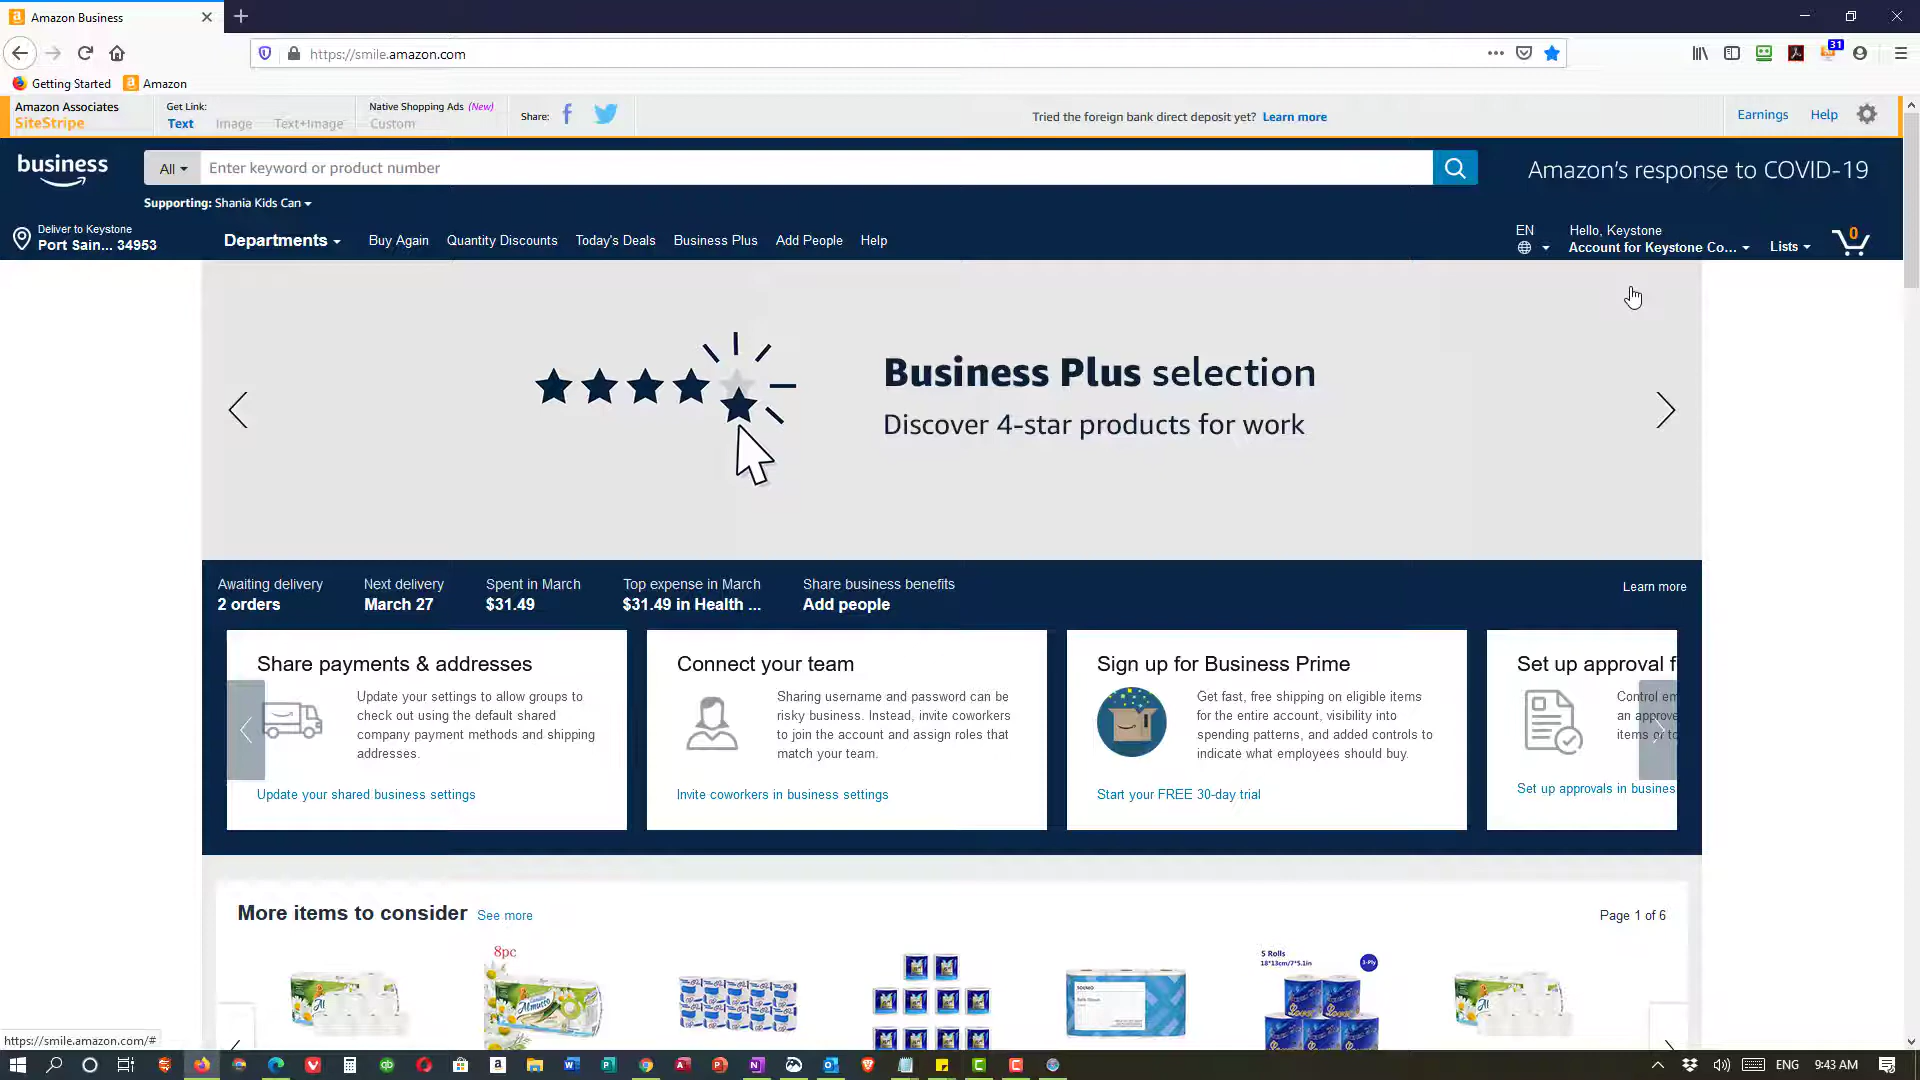 Amazon Business
https://smile.amazon.com
31
Getting Started
Amazon
Amazon Associates
SiteStripe
Get Link:
Text Image Text+Image
Native Shopping Ads (New)
Custom
Share:
Tried the foreign bank direct deposit yet? Learn more
Earnings Help
business
All
Enter keyword or product number
Amazon's response to COVID-19
Supporting: Shania Kids Can
Deliver to Keystone
Port Sain... 34953
Departments
Buy Again
Quantity Discounts
Today's Deals
Business Plus
Add People
Help
EN
Hello, Keystone
Account for Keystone Co...
Lists
0
Business Plus selection
Discover 4-star products for work
Awaiting delivery
2 orders
Next delivery
March 27
Spent in March
$31.49
Top expense in March
$31.49 in Health ...
Share business benefits
Add people
Learn more
Share payments & addresses
Update your settings to allow groups to
check out using the default shared
company payment methods and shipping
addresses.
Update your shared business settings
Connect your team
Sharing username and password can be
risky business. Instead, invite coworkers
to join the account and assign roles that
match your team.
Invite coworkers in business settings
Sign up for Business Prime
Get fast, free shipping on eligible items
for the entire account, visibility into
spending patterns, and added controls to
indicate what employees should buy.
Start your FREE 30-day trial
Set up approval f
Control em
an approve
items or to
Set up approvals in busines
More items to consider See more
Page 1 of 6
8pc
5 Rolls
18*13cm/7*5.1in
3-Ply
https://smile.amazon.com/#
ENG
9:43 AM